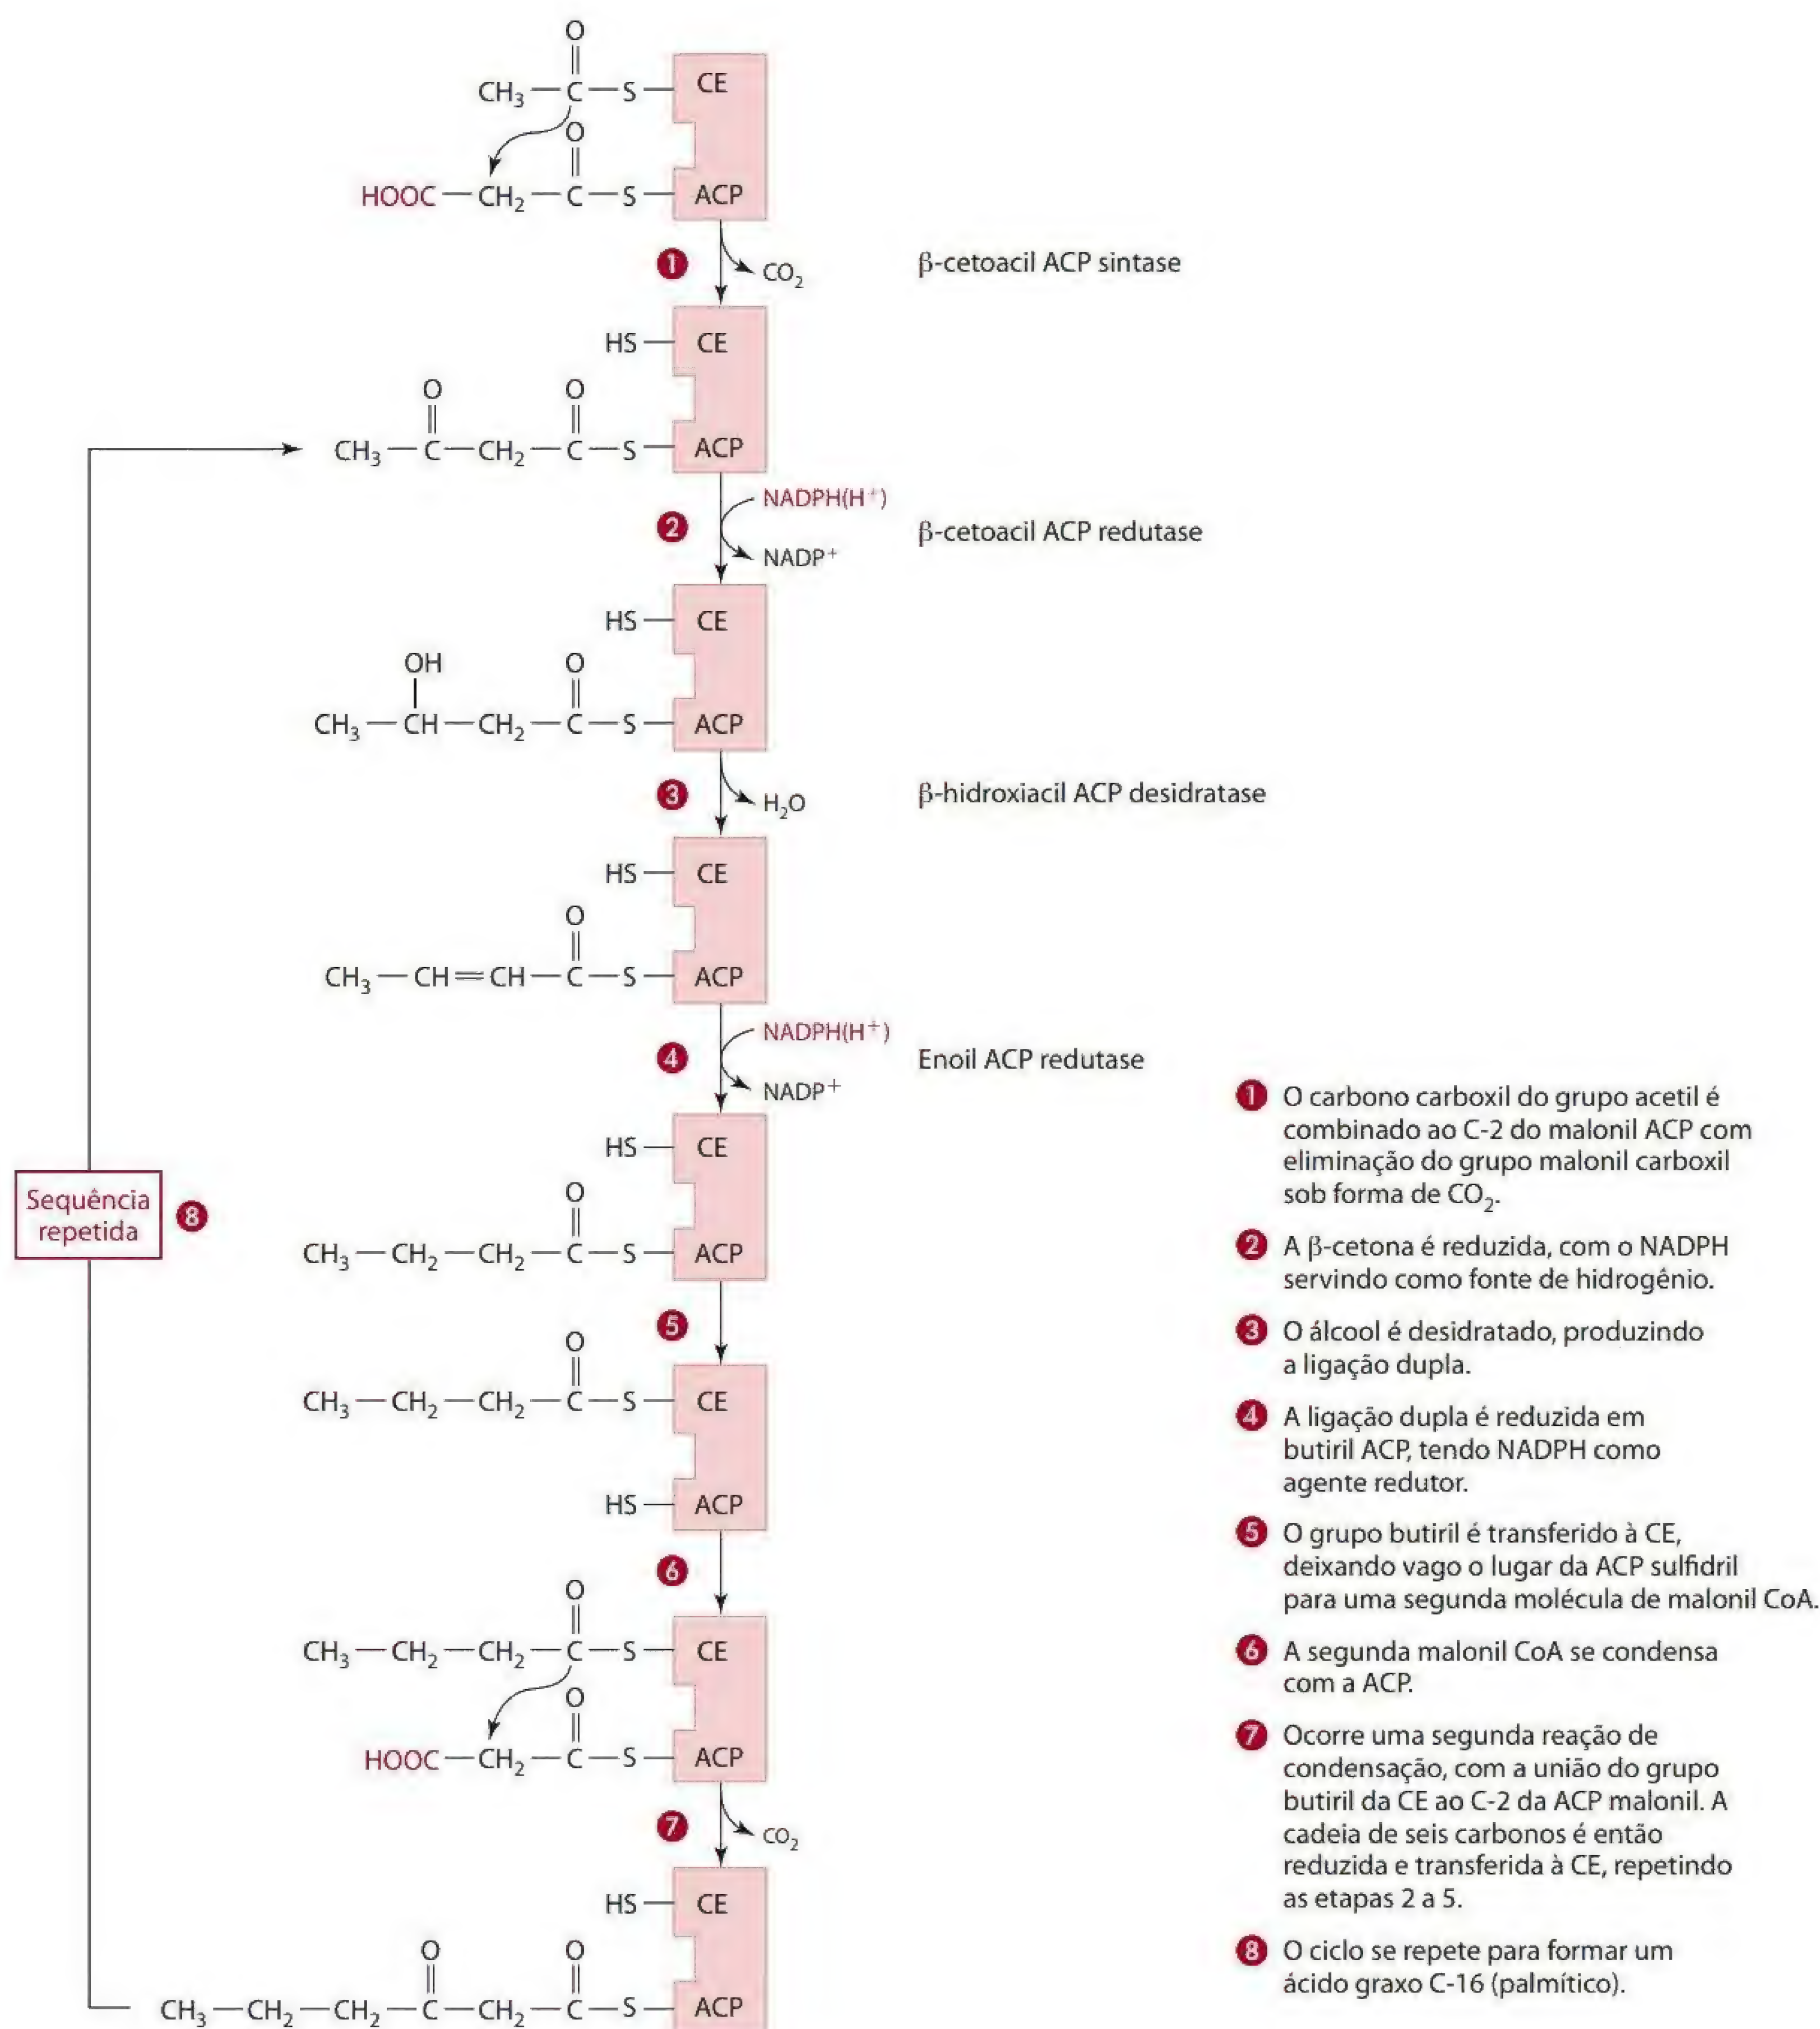 O
CH₃—C—S— CE
O
HOOC—CH₂—C—S— ACP
1 CO₂ β-cetoacil ACP sintase
HS— CE
O O
CH₃—C—CH₂—C—S— ACP
NADPH(H⁺)
2 β-cetoacil ACP redutase
NADP⁺
HS— CE
OH O
CH₃—CH—CH₂—C—S— ACP
3 H₂O β-hidroxiacil ACP desidratase
HS— CE
O
CH₃—CH=CH—C—S— ACP
NADPH(H⁺)
4 Enoil ACP redutase
NADP⁺
HS— CE
O
CH₃—CH₂—CH₂—C—S— ACP
5
O
CH₃—CH₂—CH₂—C—S— CE
HS— ACP
6
O
CH₃—CH₂—CH₂—C—S— CE
O
HOOC—CH₂—C—S— ACP
7 CO₂
HS— CE
O O
CH₃—CH₂—CH₂—C—CH₂—C—S— ACP
Sequência
repetida
8
1 O carbono carboxil do grupo acetil é
combinado ao C-2 do malonil ACP com
eliminação do grupo malonil carboxil
sob forma de CO₂.
2 A β-cetona é reduzida, com o NADPH
servindo como fonte de hidrogênio.
3 O álcool é desidratado, produzindo
a ligação dupla.
4 A ligação dupla é reduzida em
butiril ACP, tendo NADPH como
agente redutor.
5 O grupo butiril é transferido à CE,
deixando vago o lugar da ACP sulfidril
para uma segunda molécula de malonil CoA.
6 A segunda malonil CoA se condensa
com a ACP.
7 Ocorre uma segunda reação de
condensação, com a união do grupo
butiril da CE ao C-2 da ACP malonil. A
cadeia de seis carbonos é então
reduzida e transferida à CE, repetindo
as etapas 2 a 5.
8 O ciclo se repete para formar um
ácido graxo C-16 (palmítico).